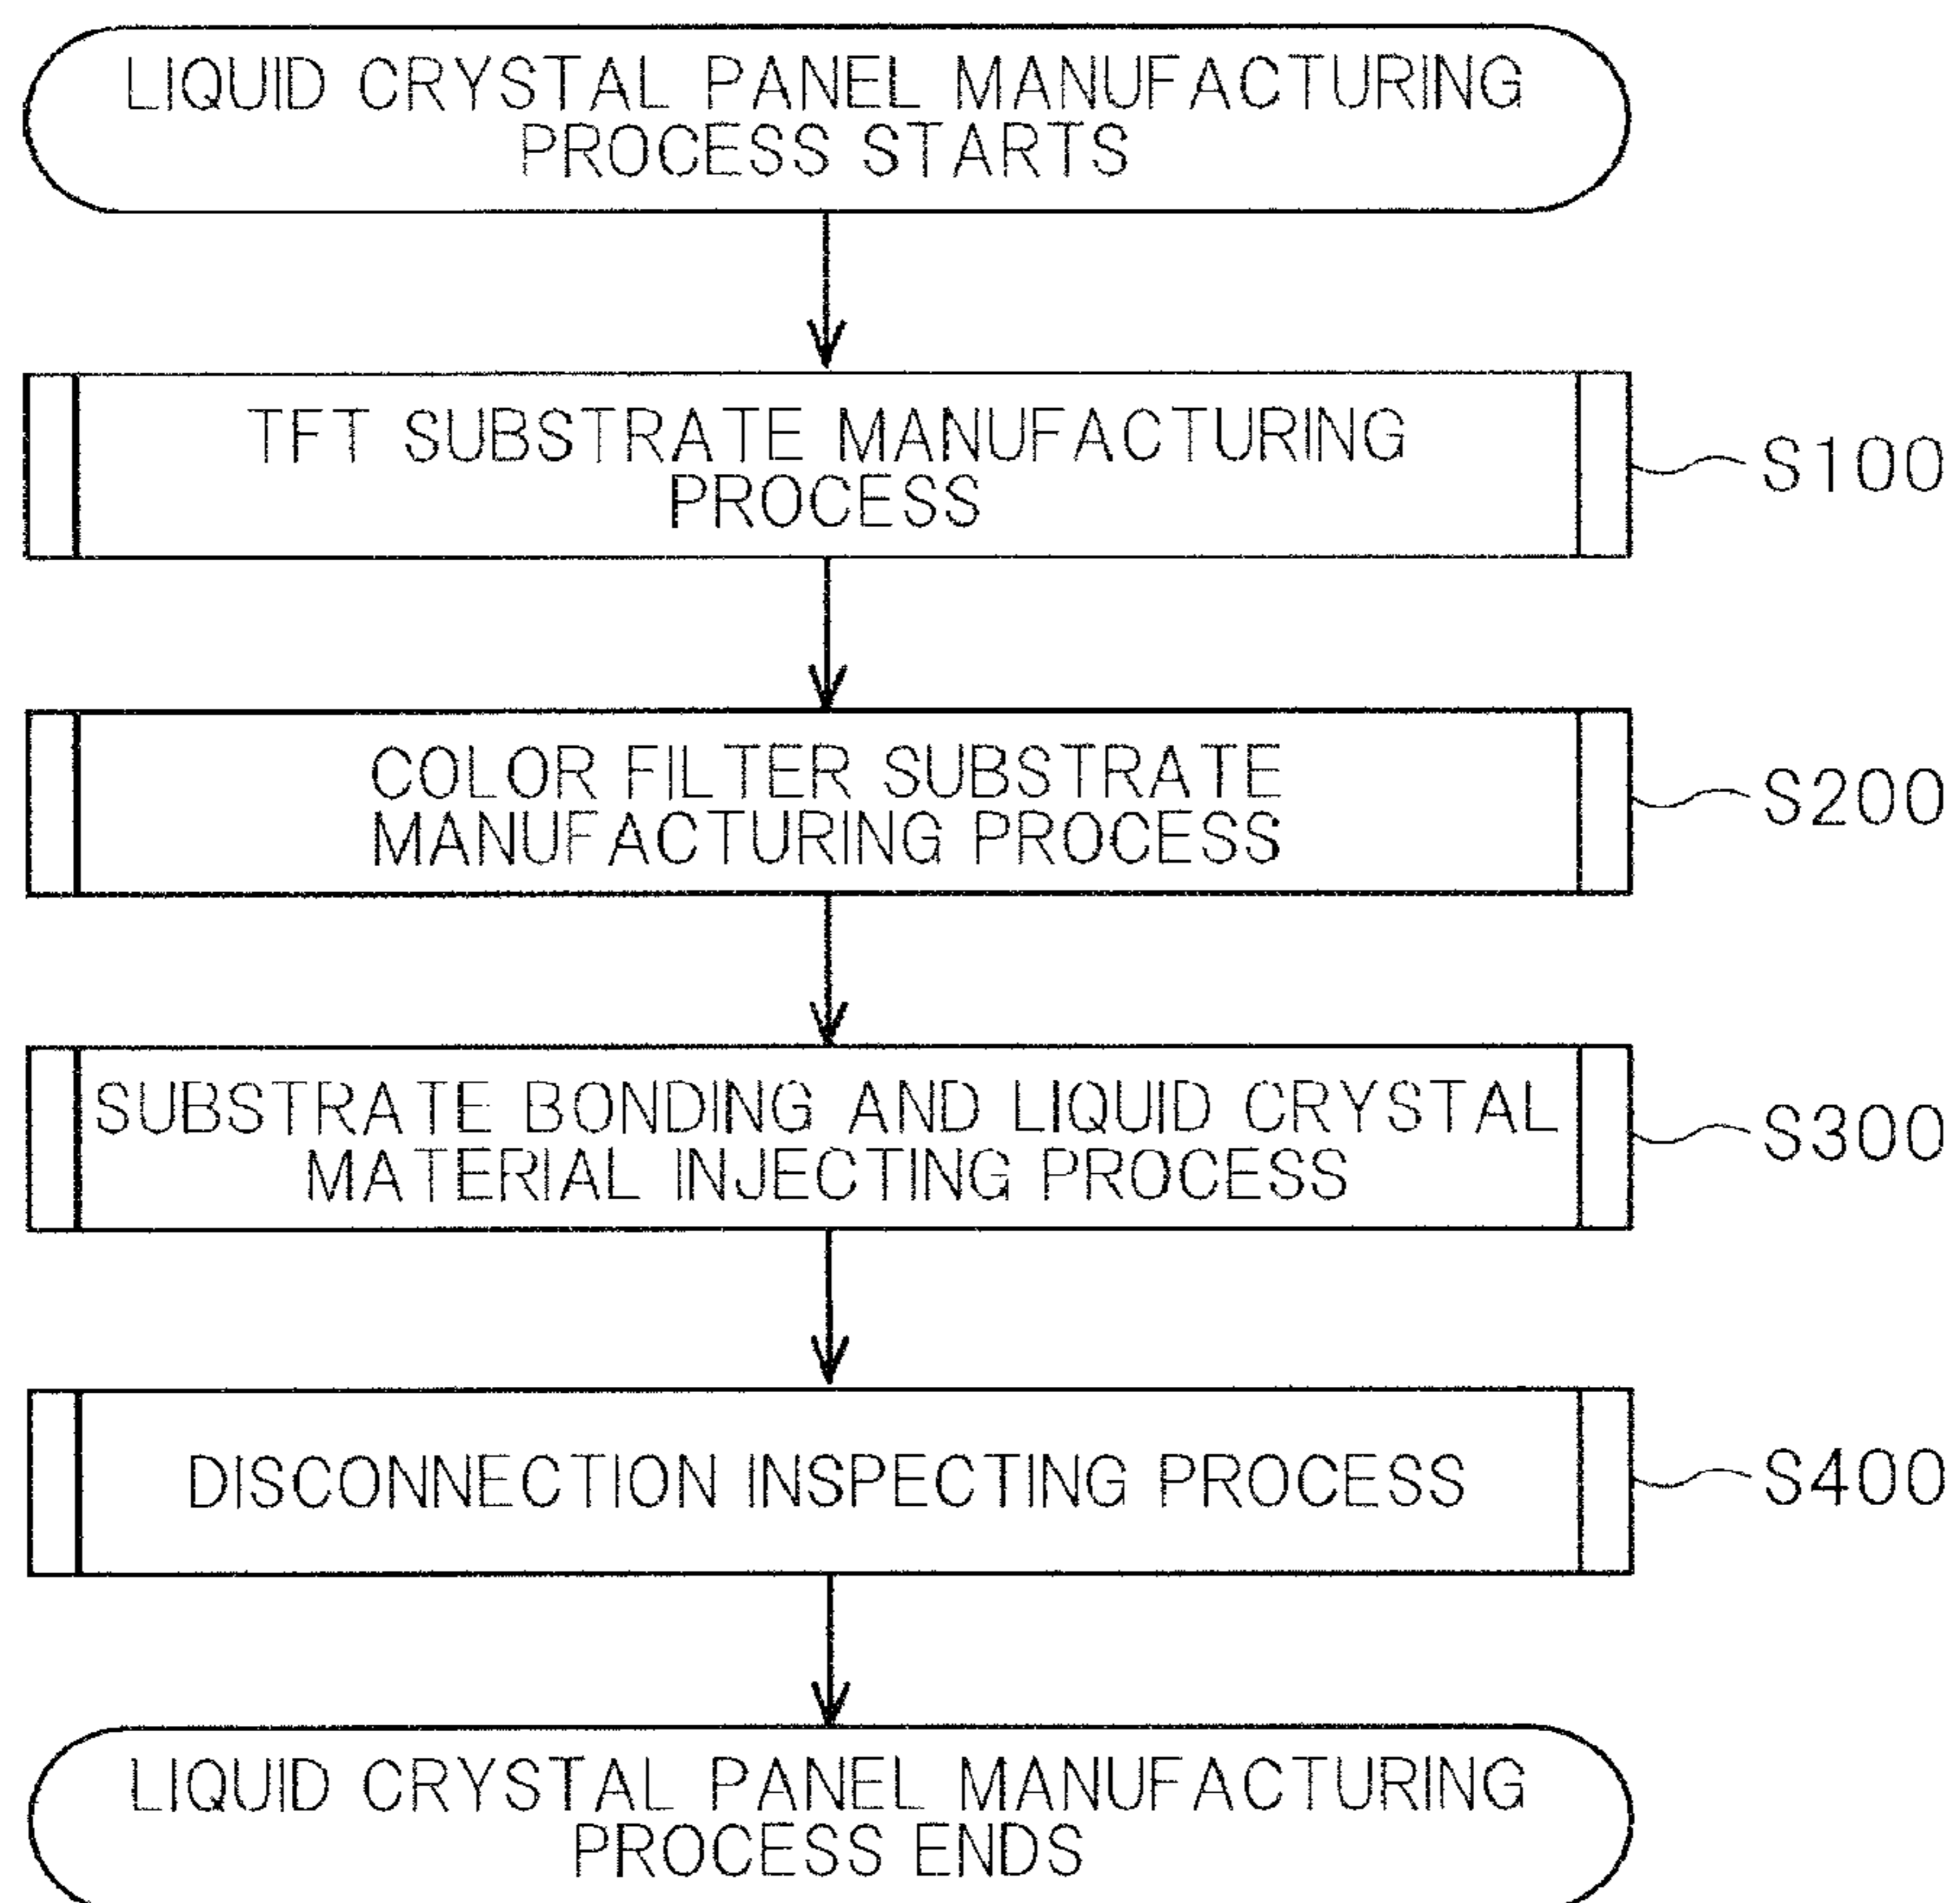 LIQUID CRYSTAL PANEL MANUFACTURING
PROCESS STARTS
TFT SUBSTRATE MANUFACTURING
PROCESS
S100
COLOR FILTER SUBSTRATE
MANUFACTURING PROCESS
S200
SUBSTRATE BONDING AND LIQUID CRYSTAL
MATERIAL INJECTING PROCESS
S300
DISCONNECTION INSPECTING PROCESS
S400
LIQUID CRYSTAL PANEL MANUFACTURING
PROCESS ENDS